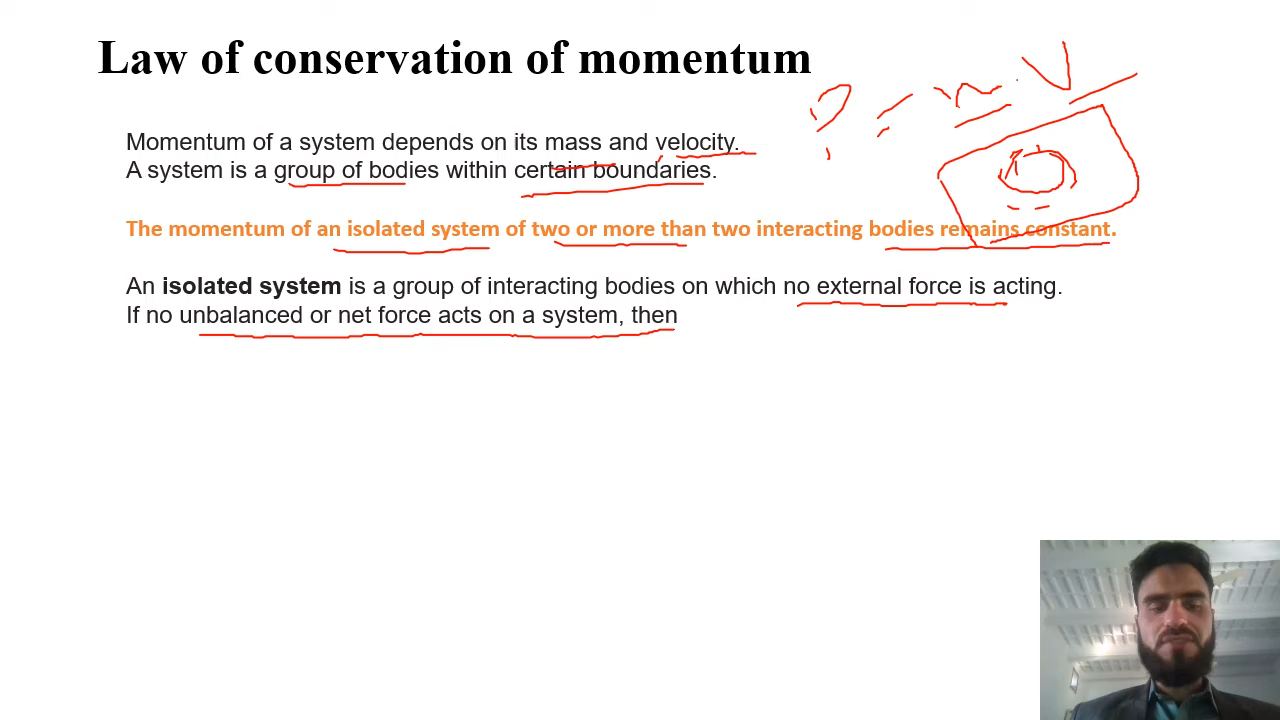 Law of conservation of momentum
P = m.V
Momentum of a system depends on its mass and velocity.
A system is a group of bodies within certain boundaries.
The momentum of an isolated system of two or more than two interacting bodies remains constant.
An isolated system is a group of interacting bodies on which no external force is acting.
If no unbalanced or net force acts on a system, then